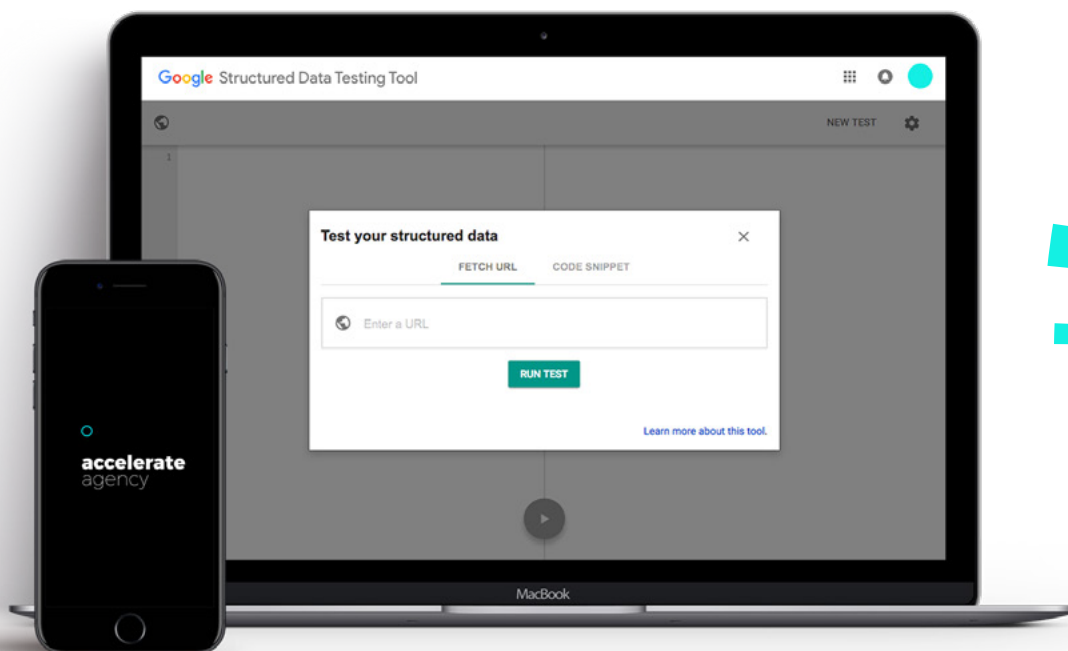 Google Structured Data Testing Tool
NEW TEST
1
Test your structured data
FETCH URL CODE SNIPPET
Enter a URL
RUN TEST
Learn more about this tool.
accelerate
agency
MacBook